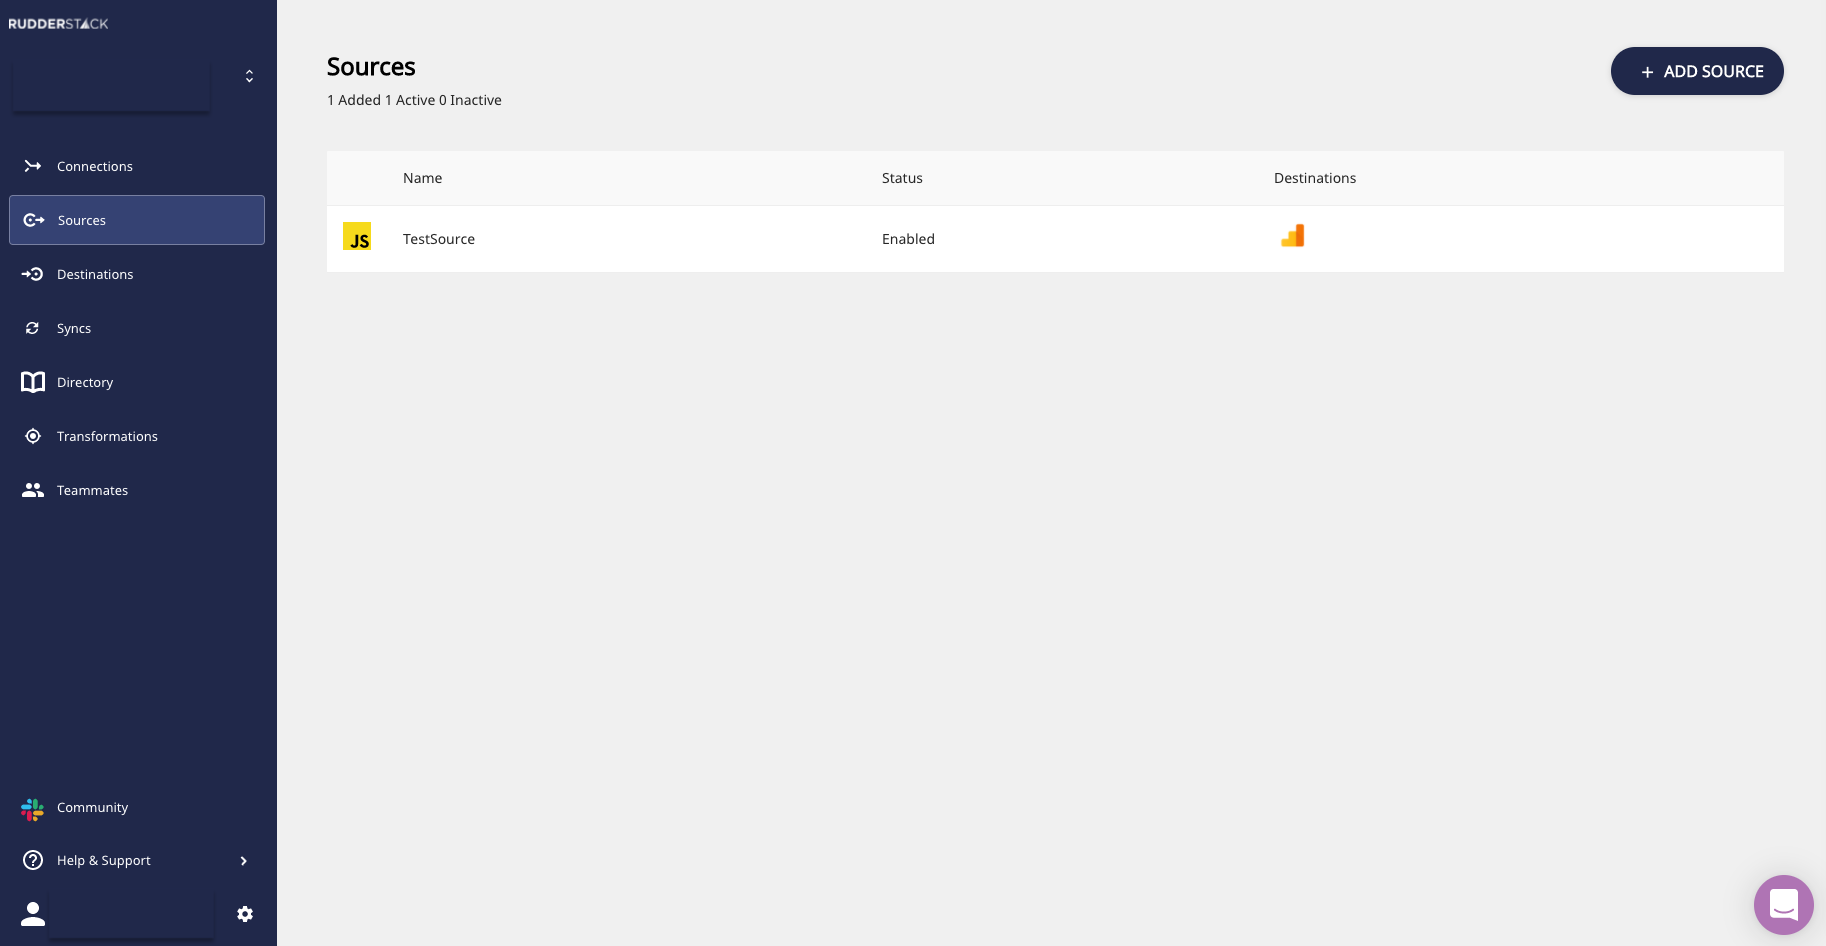 RUDDERSTACK
Connections
Sources
Destinations
Syncs
Directory
Transformations
Teammates
Community
Help & Support
Sources
1 Added 1 Active 0 Inactive
+ ADD SOURCE
Name Status Destinations
JS TestSource Enabled